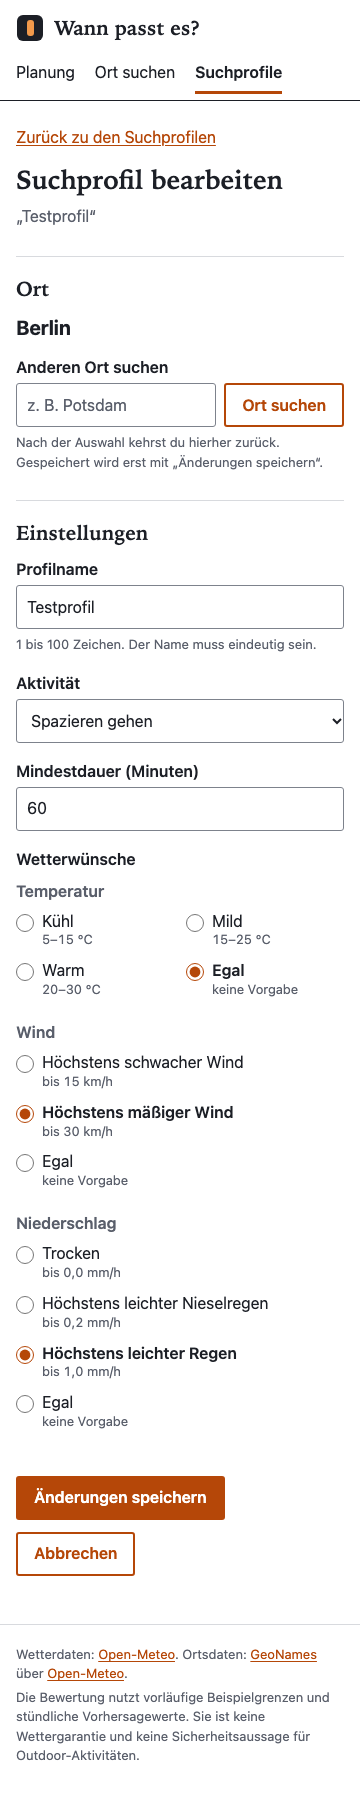 Wann passt es?
Planung Ort suchen Suchprofile
Zurück zu den Suchprofilen
Suchprofil bearbeiten
„Testprofil“
Ort
Berlin
Anderen Ort suchen
z. B. Potsdam Ort suchen
Nach der Auswahl kehrst du hierher zurück.
Gespeichert wird erst mit „Änderungen speichern“.
Einstellungen
Profilname
Testprofil
1 bis 100 Zeichen. Der Name muss eindeutig sein.
Aktivität
Spazieren gehen
Mindestdauer (Minuten)
60
Wetterwünsche
Temperatur
Kühl Mild
5–15 °C 15–25 °C
Warm Egal
20–30 °C keine Vorgabe
Wind
Höchstens schwacher Wind
bis 15 km/h
Höchstens mäßiger Wind
bis 30 km/h
Egal
keine Vorgabe
Niederschlag
Trocken
bis 0,0 mm/h
Höchstens leichter Nieselregen
bis 0,2 mm/h
Höchstens leichter Regen
bis 1,0 mm/h
Egal
keine Vorgabe
Änderungen speichern
Abbrechen
Wetterdaten: Open-Meteo. Ortsdaten: GeoNames
über Open-Meteo.
Die Bewertung nutzt vorläufige Beispielgrenzen und
stündliche Vorhersagewerte. Sie ist keine
Wettergarantie und keine Sicherheitsaussage für
Outdoor-Aktivitäten.